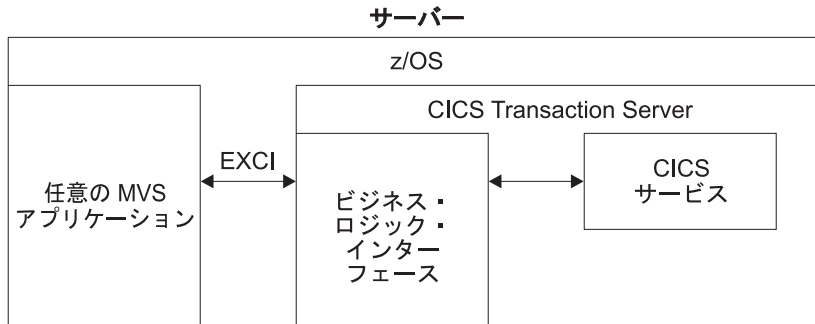 サーバー
z/OS
CICS Transaction Server
EXCI
任意の MVS
アプリケーション
ビジネス・
ロジック・
インター
フェース
CICS
サービス